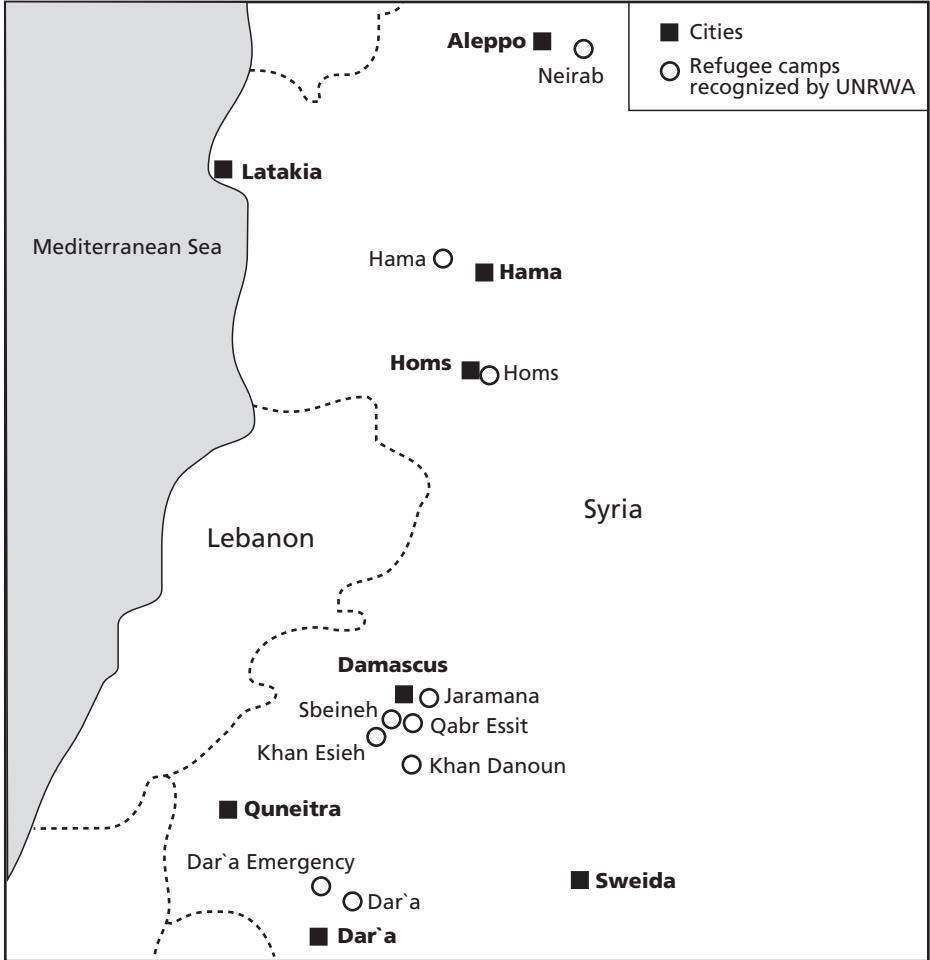 Aleppo
Neirab
Cities
Refugee camps
recognized by UNRWA
Latakia
Mediterranean Sea
Hama
Hama
Homs
Homs
Syria
Lebanon
Damascus
Jaramana
Sbeineh
Qabr Essit
Khan Esieh
Khan Danoun
Quneitra
Dar`a Emergency
Dar`a
Sweida
Dar`a